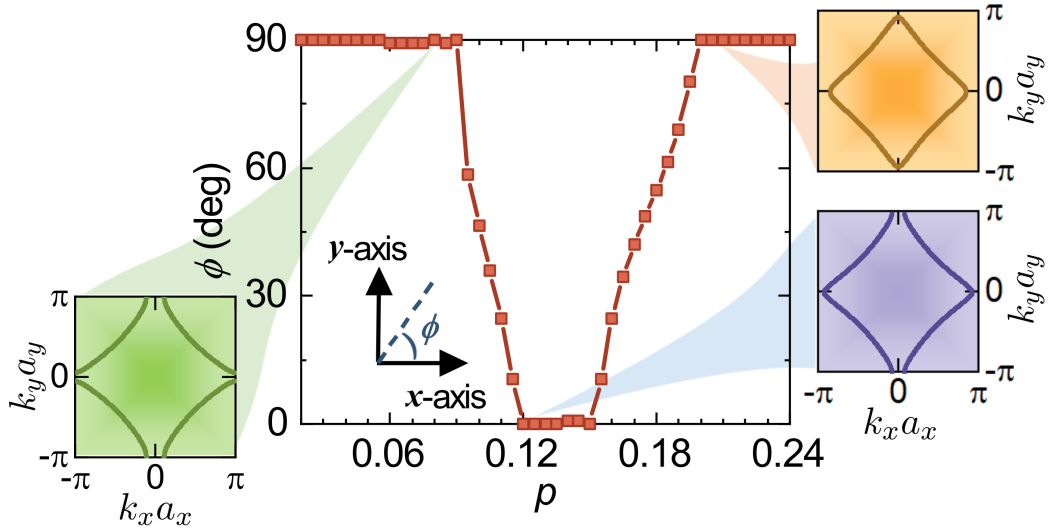 90
60
30
0
ϕ (deg)
0.06
0.12
0.18
0.24
p
y-axis
ϕ
x-axis
π
0
-π
k_y a_y
-π
0
π
k_x a_x
π
0
-π
k_y a_y
π
0
-π
k_y a_y
-π
0
π
k_x a_x